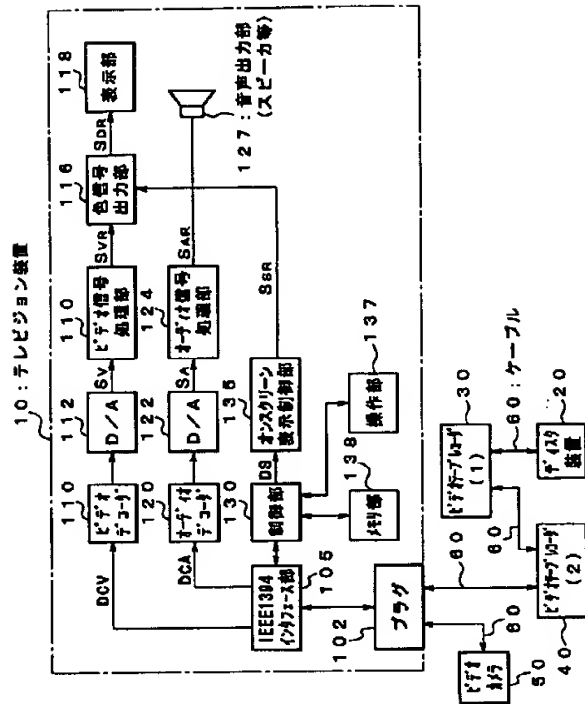 10:テレビジョン装置
110
ビデオ
デコーダ
112
D/A
SV
110
ビデオ信号
処理部
SVR
116
色信号
出力部
SDR
118
表示部
DCV
120
オーディオ
デコーダ
122
D/A
SA
124
オーディオ信号
処理部
SAR
127:音声出力部
(スピーカ等)
DCA
130
制御部
DS
135
オンスクリーン
表示制御部
SSR
IEEE1394
インタフェース部
105
138
メモリ部
137
操作部
102
プラグ
60
60
60
60:ケーブル
30
ビデオテープレコーダ
(1)
20
ディスク
装置
ビデオ
カメラ
50
ビデオテープレコーダ
(2)
40